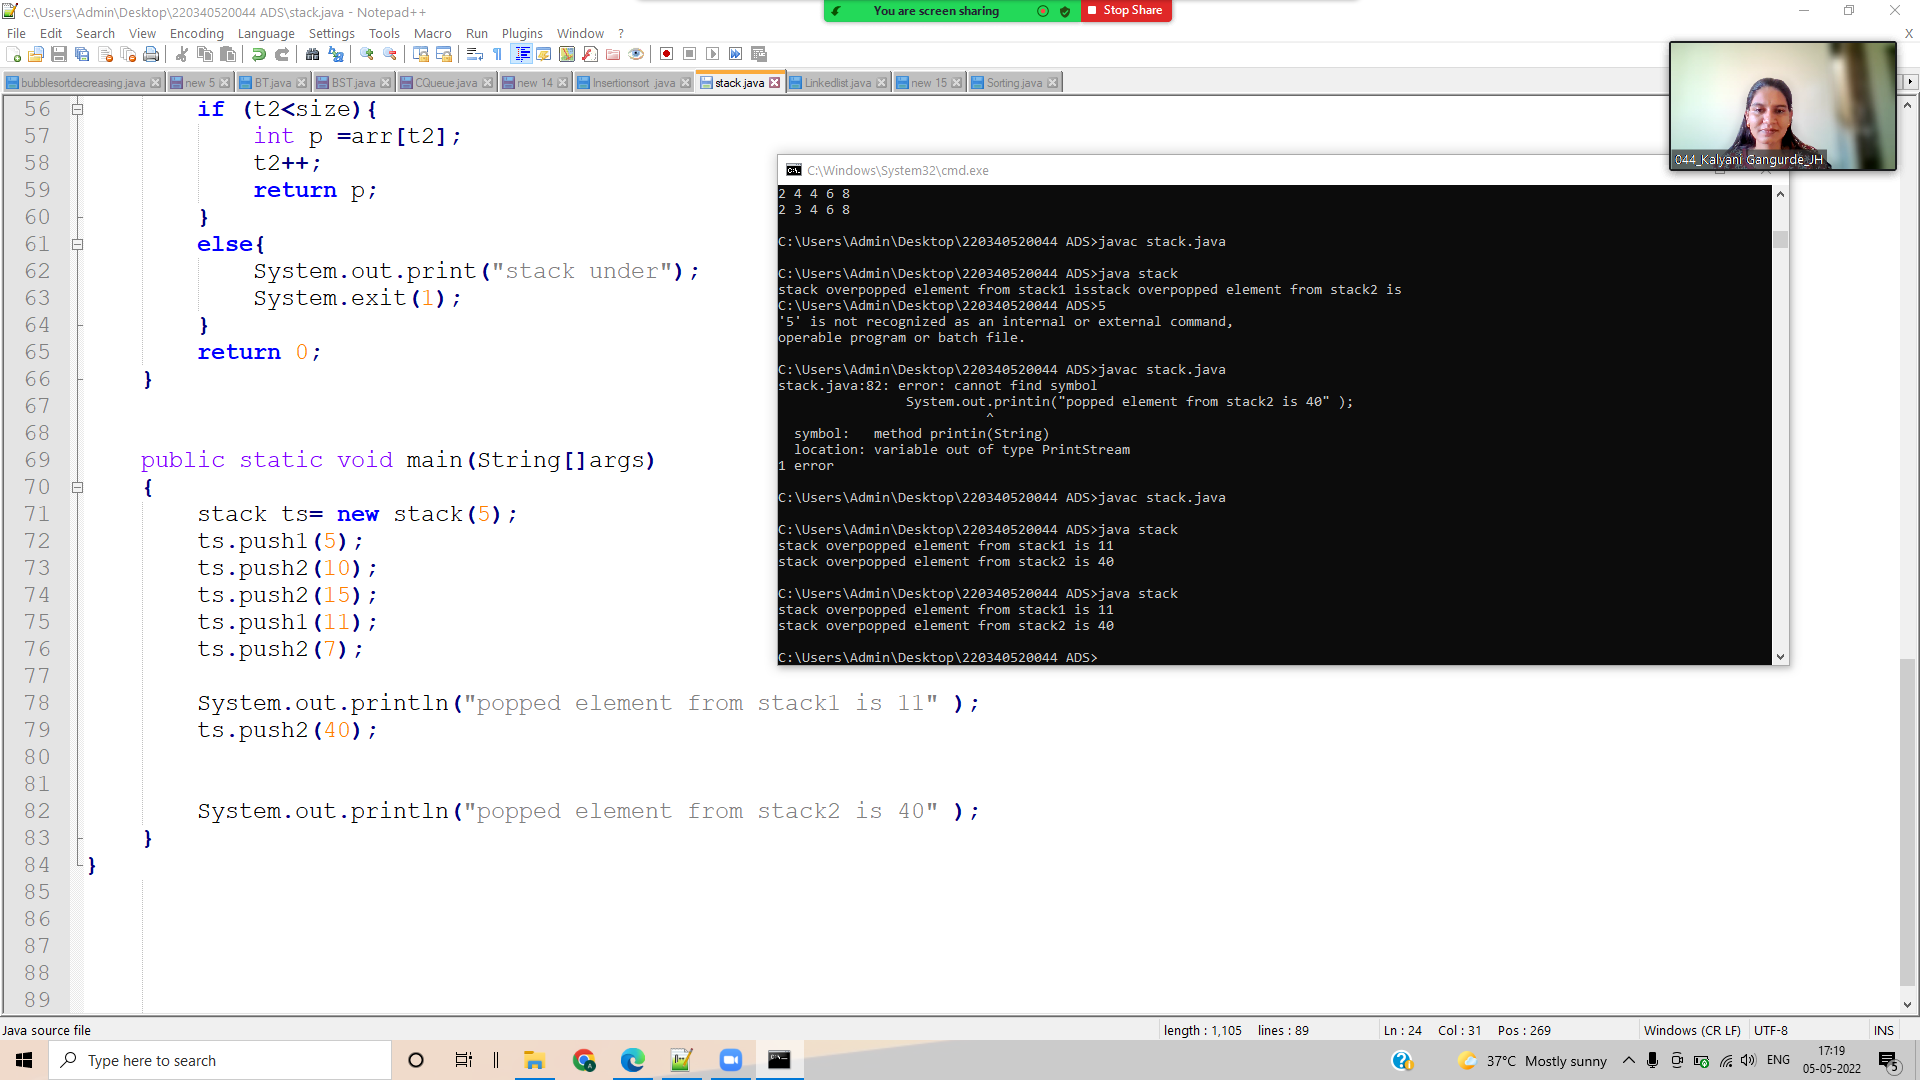 C:\Users\Admin\Desktop\220340520044 ADS\stack.java - Notepad++
You are screen sharing
Stop Share
File Edit Search View Encoding Language Settings Tools Macro Run Plugins Window ?
X
bubblesortdecreasing.java new 5 BT.java BST.java CQueue.java new 14 Insertionsort .java stack.java Linkedlist.java new 15 Sorting.java
044_Kalyani Gangurde_JH
56 if (t2<size){
57 int p =arr[t2];
58 t2++;
59 return p;
60 }
61 else{
62 System.out.print("stack under");
63 System.exit(1);
64 }
65 return 0;
66 }
67
68
69 public static void main(String[]args)
70 {
71 stack ts= new stack(5);
72 ts.push1(5);
73 ts.push2(10);
74 ts.push2(15);
75 ts.push1(11);
76 ts.push2(7);
77
78 System.out.println("popped element from stack1 is 11" );
79 ts.push2(40);
80
81
82 System.out.println("popped element from stack2 is 40" );
83 }
84 }
85
86
87
88
89
C:\Windows\System32\cmd.exe
2 4 4 6 8
2 3 4 6 8
C:\Users\Admin\Desktop\220340520044 ADS>javac stack.java
C:\Users\Admin\Desktop\220340520044 ADS>java stack
stack overpopped element from stack1 isstack overpopped element from stack2 is
C:\Users\Admin\Desktop\220340520044 ADS>5
'5' is not recognized as an internal or external command,
operable program or batch file.
C:\Users\Admin\Desktop\220340520044 ADS>javac stack.java
stack.java:82: error: cannot find symbol
System.out.printin("popped element from stack2 is 40" );
^
symbol: method printin(String)
location: variable out of type PrintStream
1 error
C:\Users\Admin\Desktop\220340520044 ADS>javac stack.java
C:\Users\Admin\Desktop\220340520044 ADS>java stack
stack overpopped element from stack1 is 11
stack overpopped element from stack2 is 40
C:\Users\Admin\Desktop\220340520044 ADS>java stack
stack overpopped element from stack1 is 11
stack overpopped element from stack2 is 40
C:\Users\Admin\Desktop\220340520044 ADS>
Java source file
length : 1,105 lines : 89
Ln : 24 Col : 31 Pos : 269
Windows (CR LF)
UTF-8
INS
Type here to search
37°C Mostly sunny
ENG
17:19
05-05-2022
5